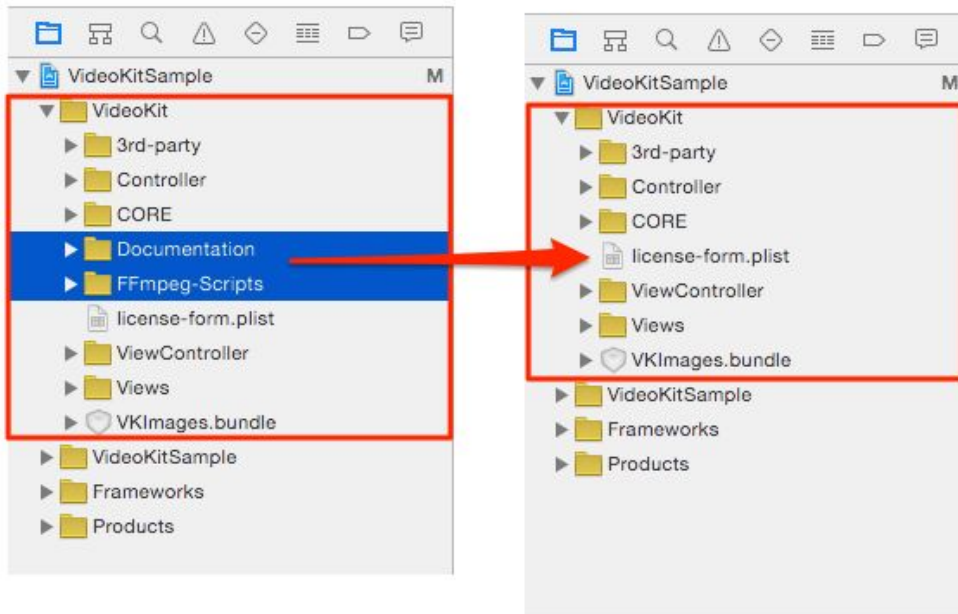 VideoKitSample M
VideoKit
3rd-party
Controller
CORE
Documentation
FFmpeg-Scripts
license-form.plist
ViewController
Views
VKImages.bundle
VideoKitSample
Frameworks
Products
VideoKitSample M
VideoKit
3rd-party
Controller
CORE
license-form.plist
ViewController
Views
VKImages.bundle
VideoKitSample
Frameworks
Products